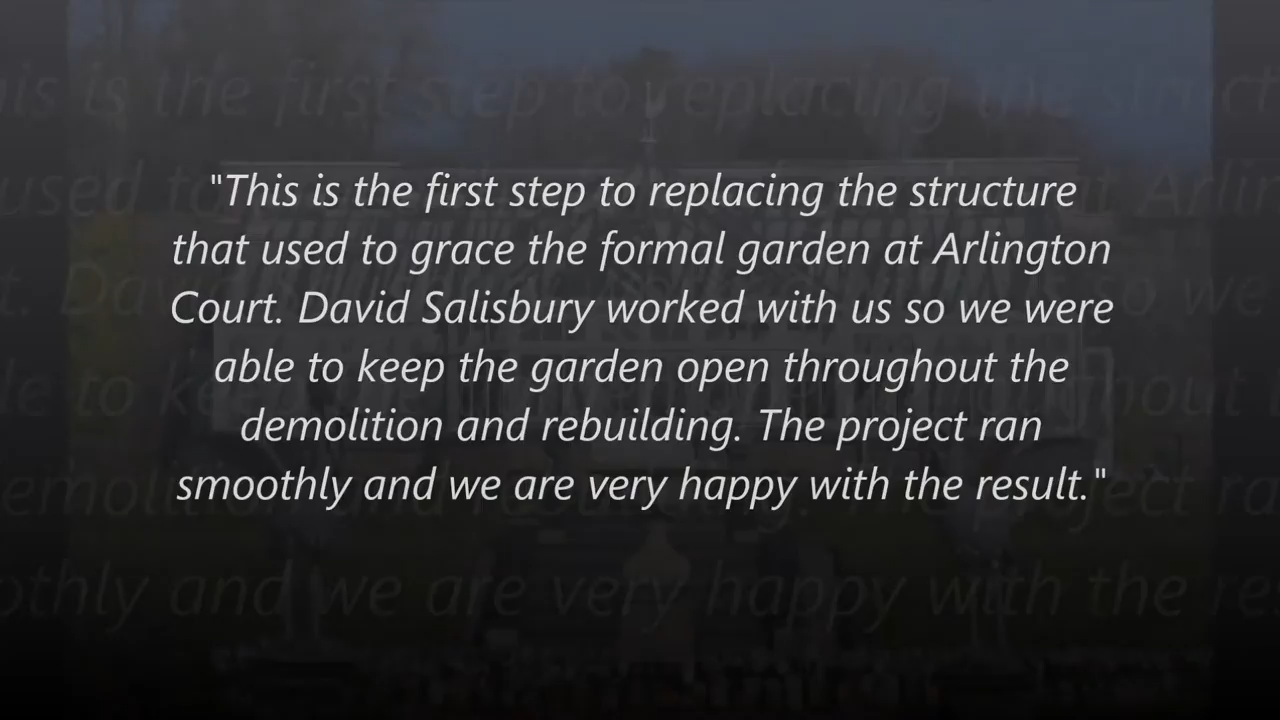 "This is the first step to replacing the structure
that used to grace the formal garden at Arlington
Court. David Salisbury worked with us so we were
able to keep the garden open throughout the
demolition and rebuilding. The project ran
smoothly and we are very happy with the result."